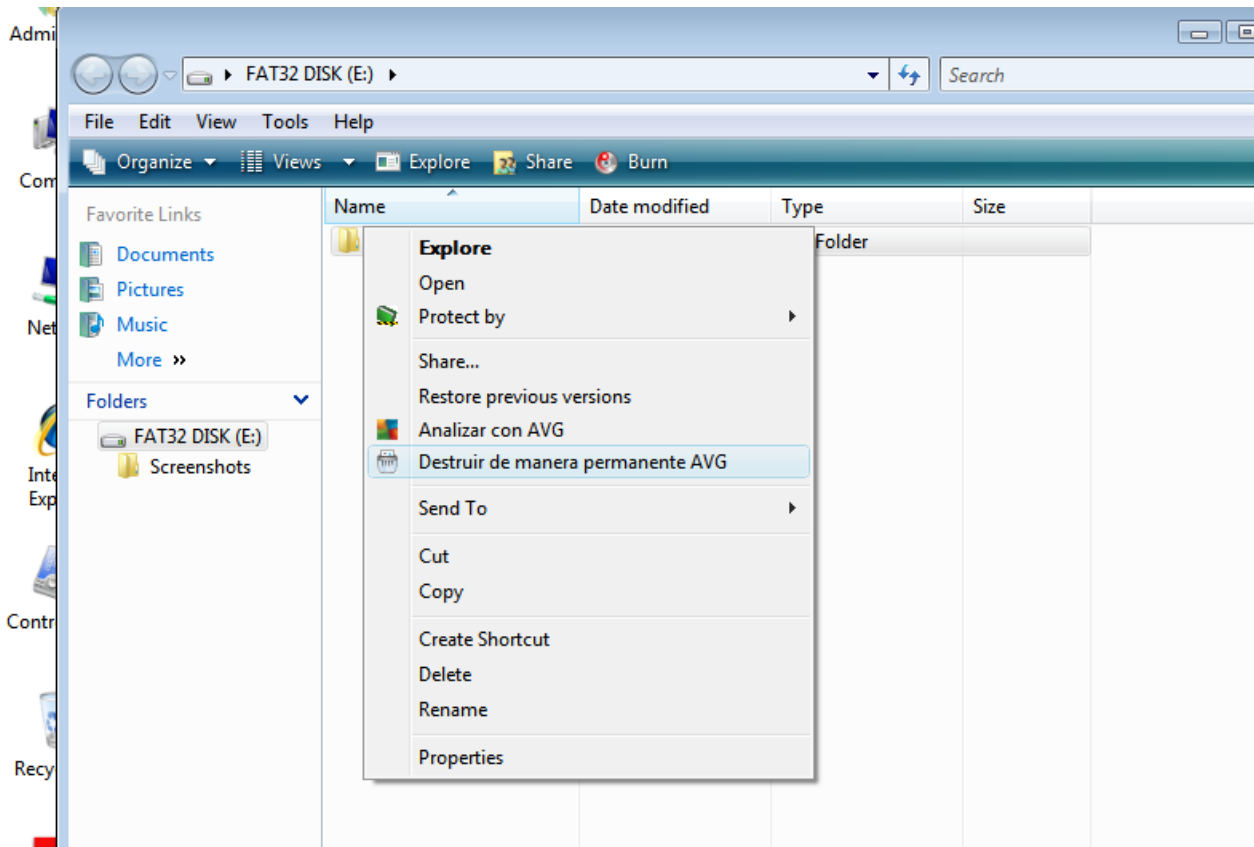 Admi
FAT32 DISK (E:)
Search
File Edit View Tools Help
Organize Views Explore Share Burn
Com
Favorite Links
Name Date modified Type Size
Documents
Folder
Pictures
Music
Net
More »
Folders
FAT32 DISK (E:)
Screenshots
Inte
Exp
Contr
Recy
Explore
Open
Protect by
Share...
Restore previous versions
Analizar con AVG
Destruir de manera permanente AVG
Send To
Cut
Copy
Create Shortcut
Delete
Rename
Properties